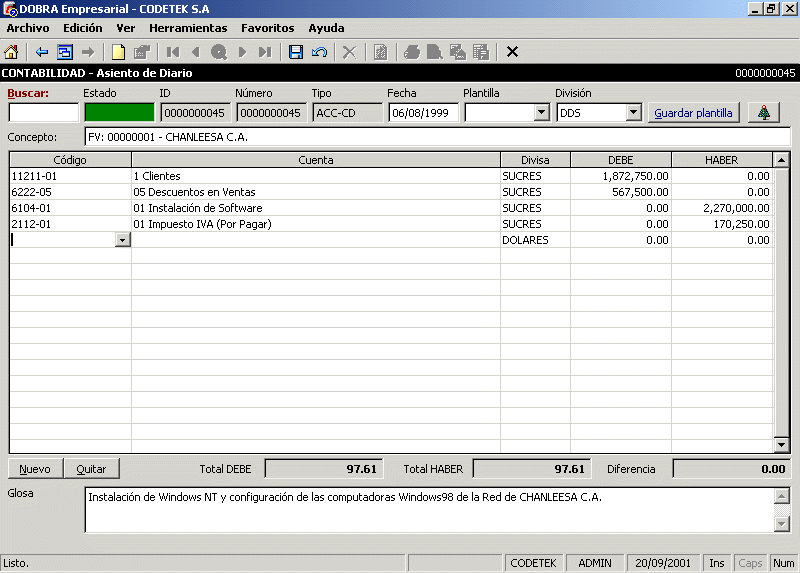 DOBRA Empresarial - CODETEK S.A
Archivo Edición Ver Herramientas Favoritos Ayuda
CONTABILIDAD - Asiento de Diario 0000000045
Buscar: Estado ID Número Tipo Fecha Plantilla División
0000000045 0000000045 ACC-CD 06/08/1999 DDS Guardar plantilla
Concepto: FV: 00000001 - CHANLEESA C.A.
Código Cuenta Divisa DEBE HABER
11211-01 1 Clientes SUCRES 1,872,750.00 0.00
6222-05 05 Descuentos en Ventas SUCRES 567,500.00 0.00
6104-01 01 Instalación de Software SUCRES 0.00 2,270,000.00
2112-01 01 Impuesto IVA (Por Pagar) SUCRES 0.00 170,250.00
DOLARES 0.00 0.00
Nuevo Quitar Total DEBE 97.61 Total HABER 97.61 Diferencia 0.00
Glosa Instalación de Windows NT y configuración de las computadoras Windows98 de la Red de CHANLEESA C.A.
Listo. CODETEK ADMIN 20/09/2001 Ins Caps Num